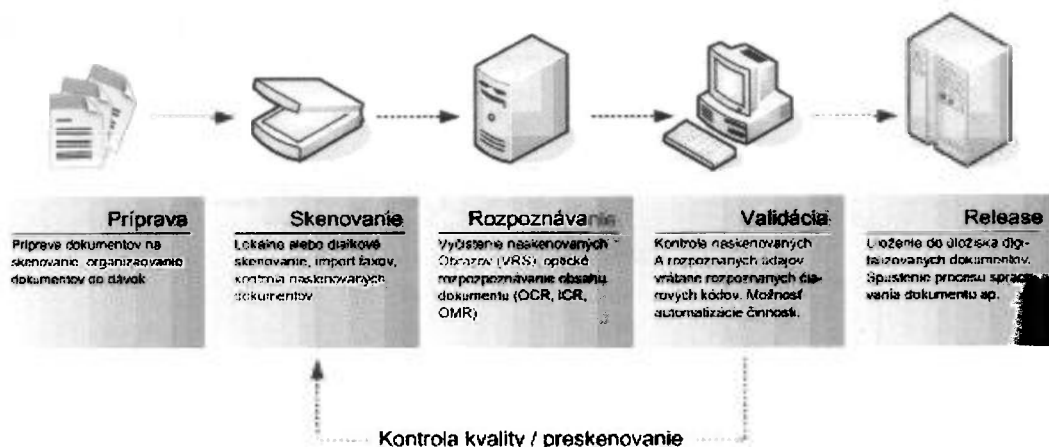 Príprava
Príprava dokumentov na
skenovanie, organizaovanie
dokumentov do dávok
Skenovanie
Lokálne alebo diaľkové
skenovanie, import faxov,
kontrola naskenovaných
dokumentov
Rozpoznávanie
Vyčistenie naskenovaných
Obrazov (VRS), optické
rozpozpoznávanie obsahu
dokumentu (OCR, ICR,
OMR)
Validácia
Kontrola naskenovaných
A rozpoznaných údajov
vrátane rozpoznaných čia-
rových kódov. Možnosť
automatizácie činností.
Release
Uloženie do úložiska digi-
talizovaných dokumentov.
Spustenie procesu spraco-
vania dokumentu ap.
Kontrola kvality / preskenovanie